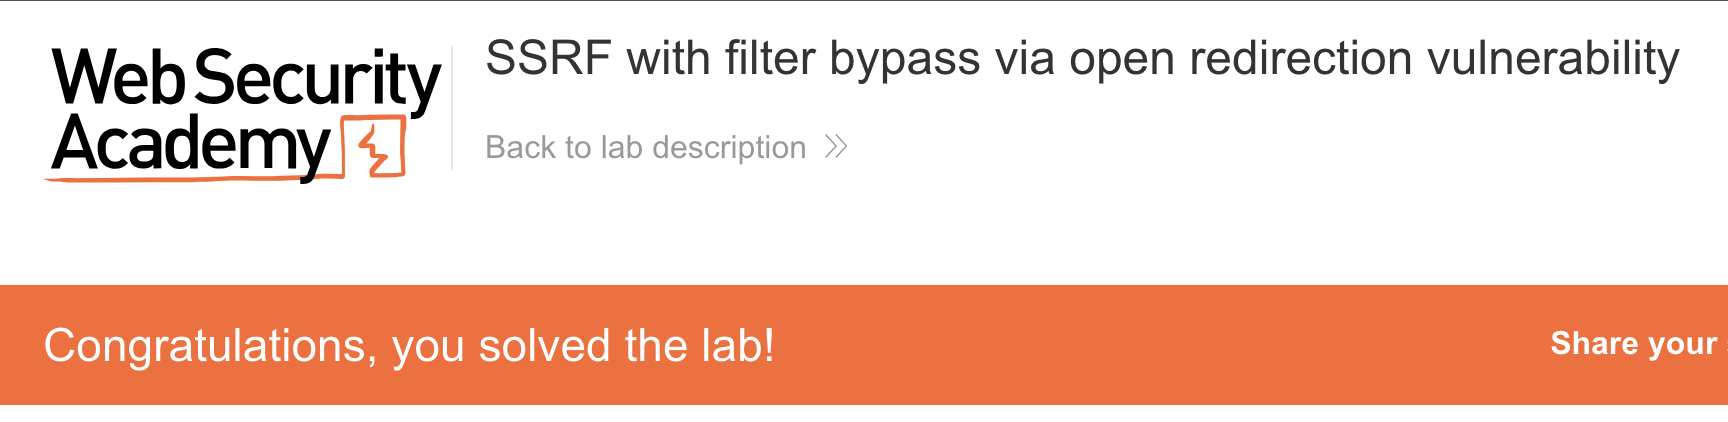 Web Security
Academy
SSRF with filter bypass via open redirection vulnerability
Back to lab description
Congratulations, you solved the lab!
Share your